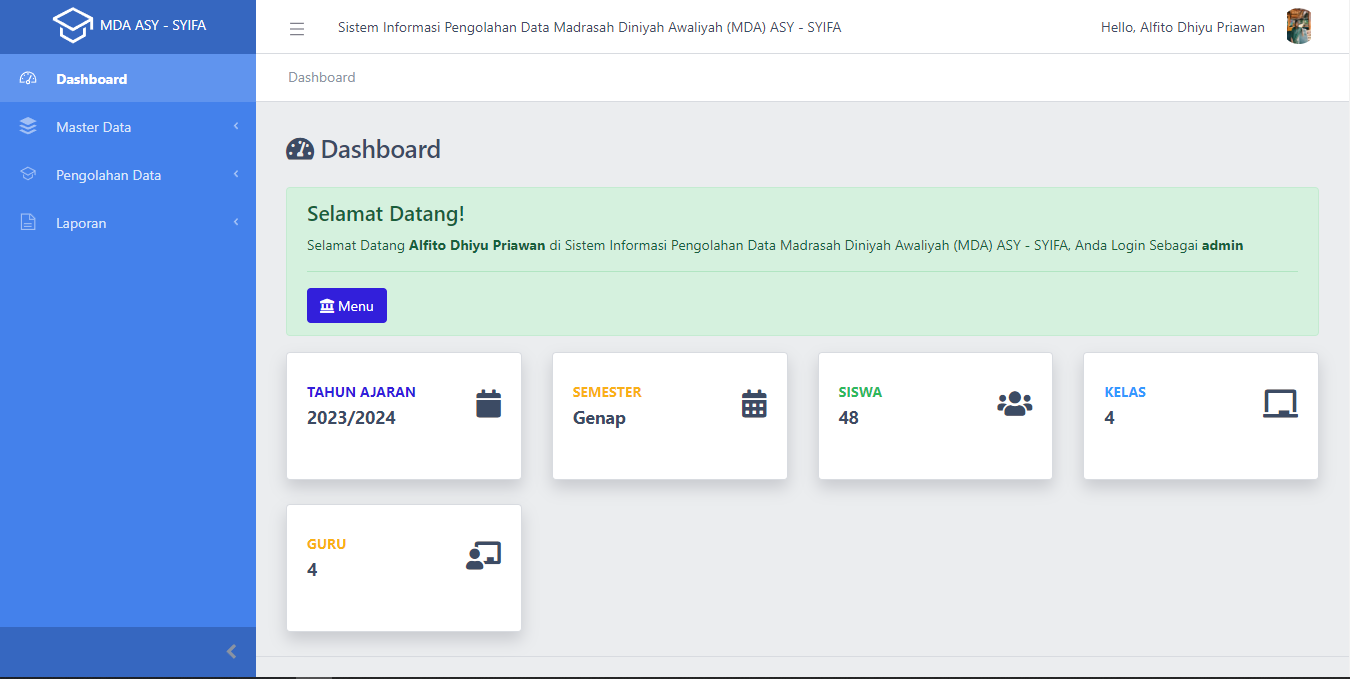 MDA ASY - SYIFA
Sistem Informasi Pengolahan Data Madrasah Diniyah Awaliyah (MDA) ASY - SYIFA
Hello, Alfito Dhiyu Priawan
Dashboard
Master Data
Pengolahan Data
Laporan
Dashboard
Dashboard
Selamat Datang!
Selamat Datang Alfito Dhiyu Priawan di Sistem Informasi Pengolahan Data Madrasah Diniyah Awaliyah (MDA) ASY - SYIFA, Anda Login Sebagai admin
Menu
TAHUN AJARAN
2023/2024
SEMESTER
Genap
SISWA
48
KELAS
4
GURU
4